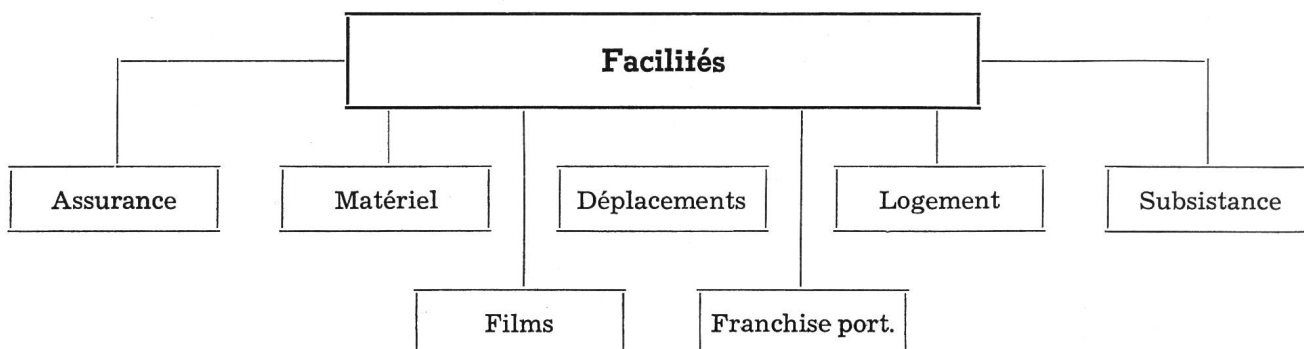 Facilités
Assurance
Matériel
Déplacements
Logement
Subsistance
Films
Franchise port.